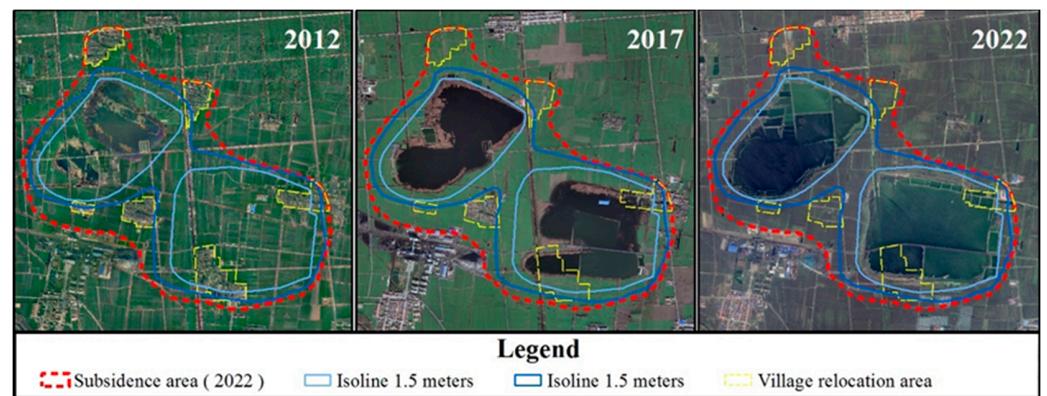 2012 2017 2022
Legend
Subsidence area ( 2022 ) Isoline 1.5 meters Isoline 1.5 meters Village relocation area